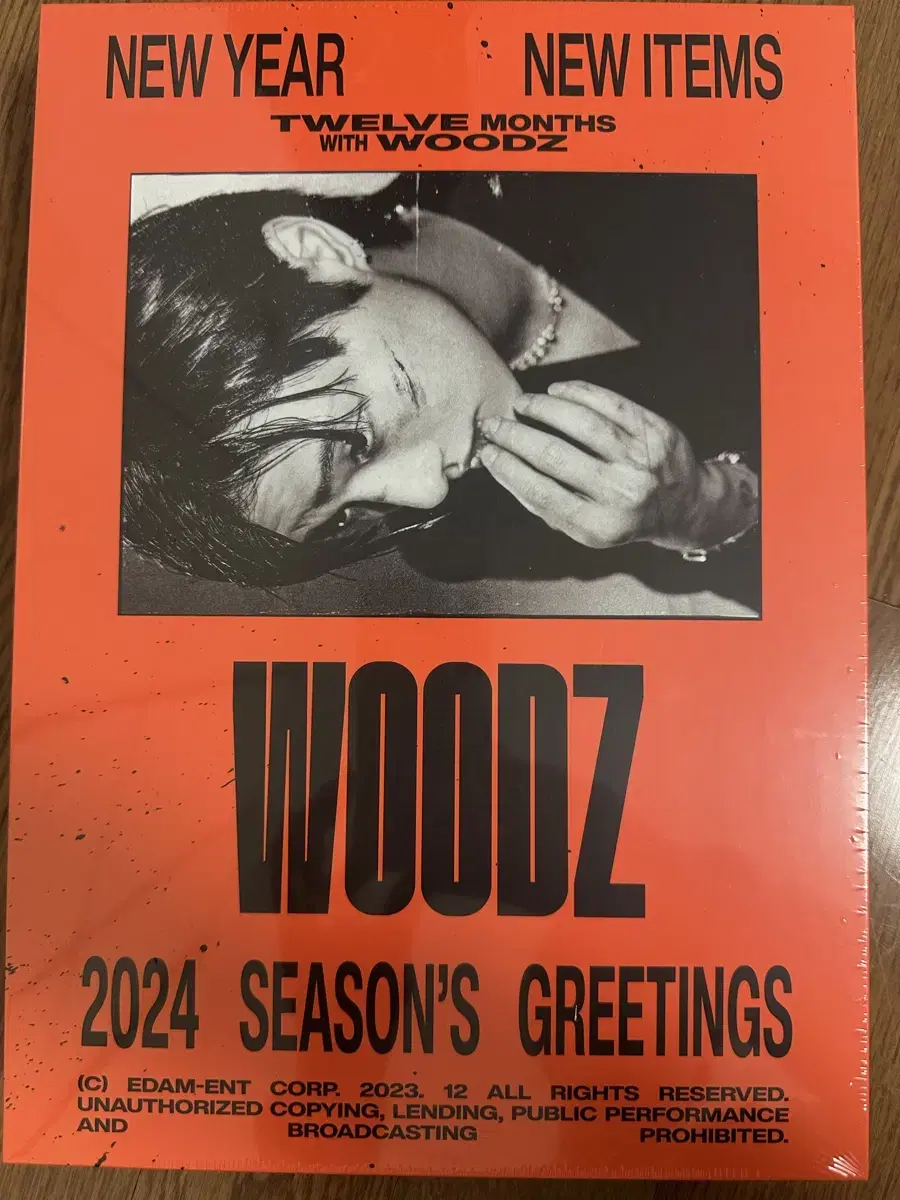 NEW YEAR NEW ITEMS
TWELVE MONTHS
WITH WOODZ
WOODZ
2024 SEASON'S GREETINGS
(C) EDAM-ENT CORP. 2023. 12 ALL RIGHTS RESERVED.
UNAUTHORIZED COPYING, LENDING, PUBLIC PERFORMANCE
AND BROADCASTING PROHIBITED.